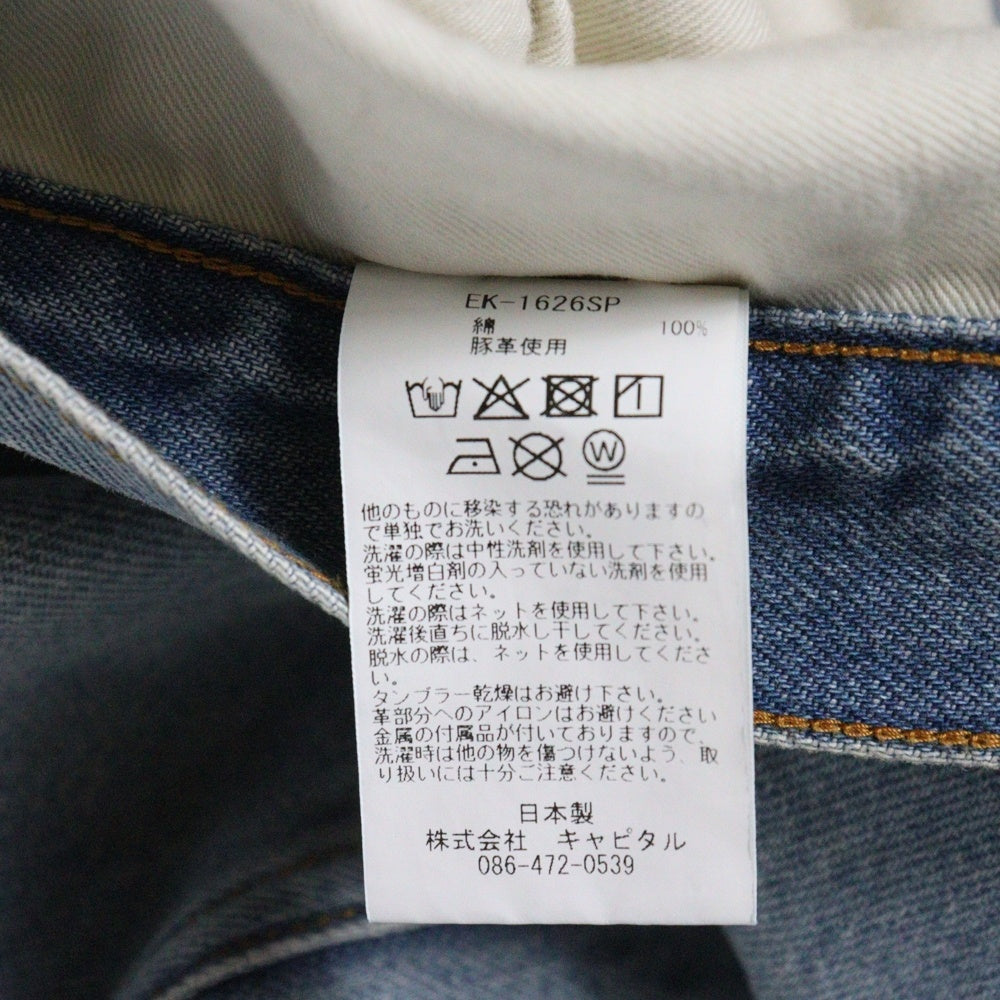 EK-1626SP
綿 100%
豚革使用
W
他のものに移染する恐れがありますの
で単独でお洗いください。
洗濯の際は中性洗剤を使用して下さい。
蛍光増白剤の入っていない洗剤を使用
してください。
洗濯の際はネットを使用して下さい。
洗濯後直ちに脱水し干してください。
脱水の際は、ネットを使用してくださ
い。
タンブラー乾燥はお避け下さい。
革部分へのアイロンはお避けください
金属の付属品が付いておりますので、
洗濯時は他の物を傷つけないよう、取
り扱いには十分ご注意ください。
日本製
株式会社 キャピタル
086-472-0539